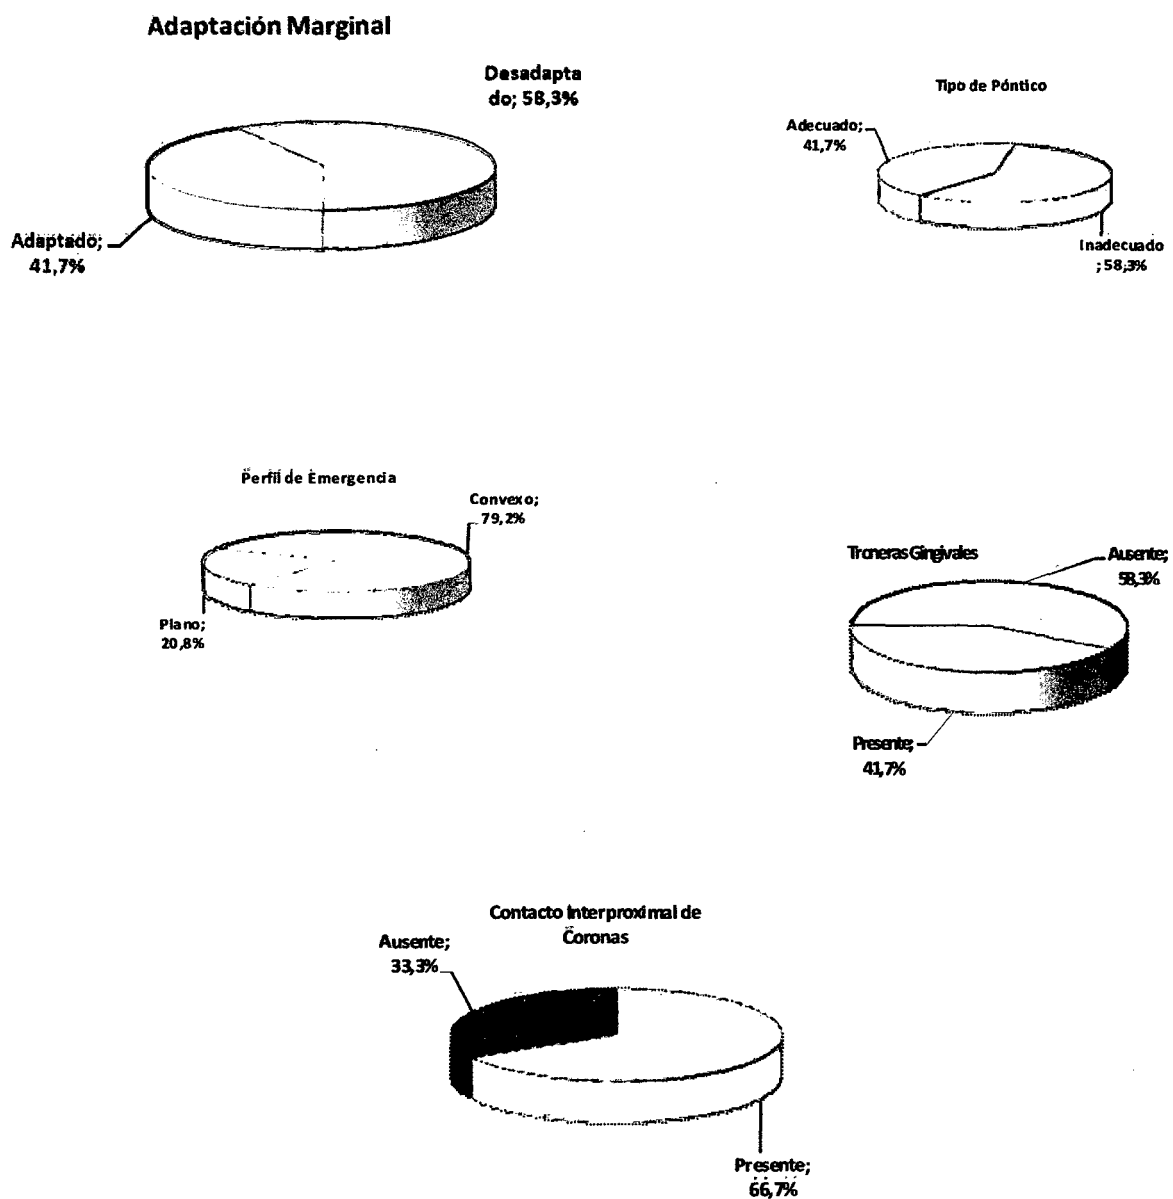 Adaptación Marginal
Desadapta
do; 58,3%
Adaptado;
41,7%
Tipo de Póntico
Adecuado;
41,7%
Inadecuado
; 58,3%
Perfil de Emergencia
Convexo;
79,2%
Plano;
20,8%
Troneras Gingivales
Ausente;
58,3%
Presente;
41,7%
Contacto Interproximal de
Coronas
Ausente;
33,3%
Presente;
66,7%